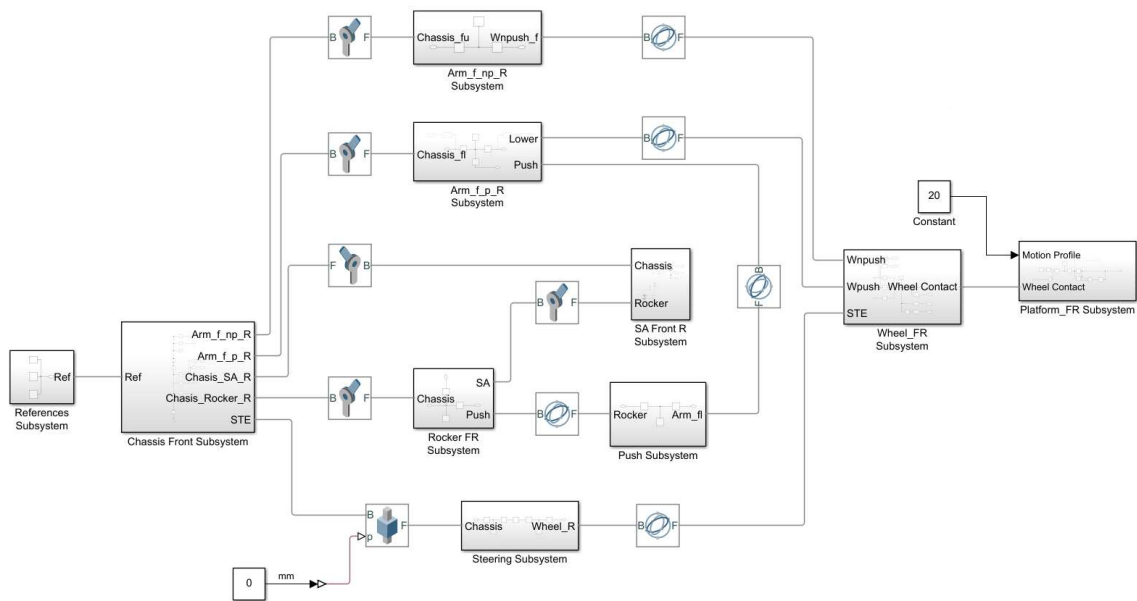 B F
Chassis_fu Wnpush_f
B F
Arm_f_np_R
Subsystem
B F
Chassis_fl
Lower
Push
B F
Arm_f_p_R
Subsystem
20
Constant
F B
Chassis
Rocker
SA Front R
Subsystem
B F
B
F
Wnpush
Wpush Wheel Contact
STE
Wheel_FR
Subsystem
Motion Profile
Wheel Contact
Platform_FR Subsystem
Ref
References
Subsystem
Ref
Arm_f_np_R
Arm_f_p_R
Chasis_SA_R
Chasis_Rocker_R
STE
Chassis Front Subsystem
B F
Chassis
SA
Push
Rocker FR
Subsystem
B F
Rocker Arm_fl
Push Subsystem
B
p
F
Chassis Wheel_R
Steering Subsystem
B F
0
mm